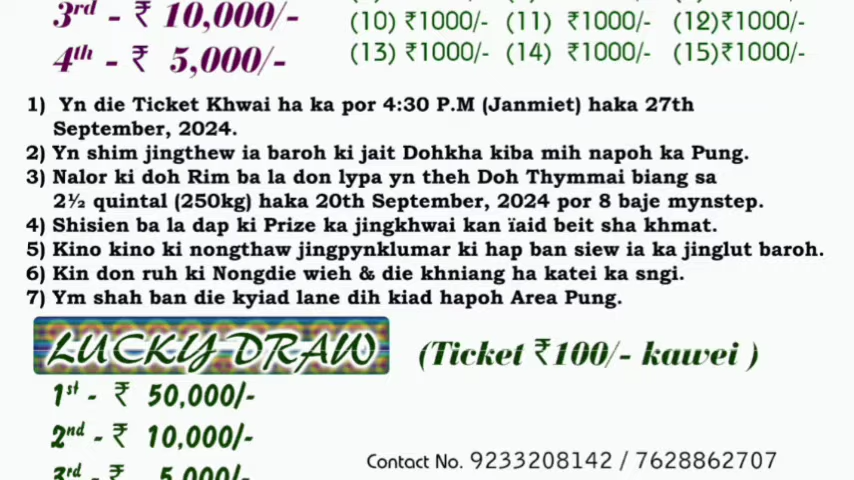 3rd - ₹ 10,000/-
4th - ₹ 5,000/-
(10) ₹1000/- (11) ₹1000/- (12)₹1000/-
(13) ₹1000/- (14) ₹1000/- (15)₹1000/-
1) Yn die Ticket Khwai ha ka por 4:30 P.M (Janmiet) haka 27th
September, 2024.
2) Yn shim jingthew ia baroh ki jait Dohkha kiba mih napoh ka Pung.
3) Nalor ki doh Rim ba la don lypa yn theh Doh Thymmai biang sa
2½ quintal (250kg) haka 20th September, 2024 por 8 baje mynstep.
4) Shisien ba la dap ki Prize ka jingkhwai kan ïaid beit sha khmat.
5) Kino kino ki nongthaw jingpynklumar ki hap ban siew ia ka jinglut baroh.
6) Kin don ruh ki Nongdie wieh & die khniang ha katei ka sngi.
7) Ym shah ban die kyiad lane dih kiad hapoh Area Pung.
LUCKY DRAW (Ticket ₹100/- kawei )
1st - ₹ 50,000/-
2nd - ₹ 10,000/-
3rd - ₹ 5,000/-
Contact No. 9233208142 / 7628862707